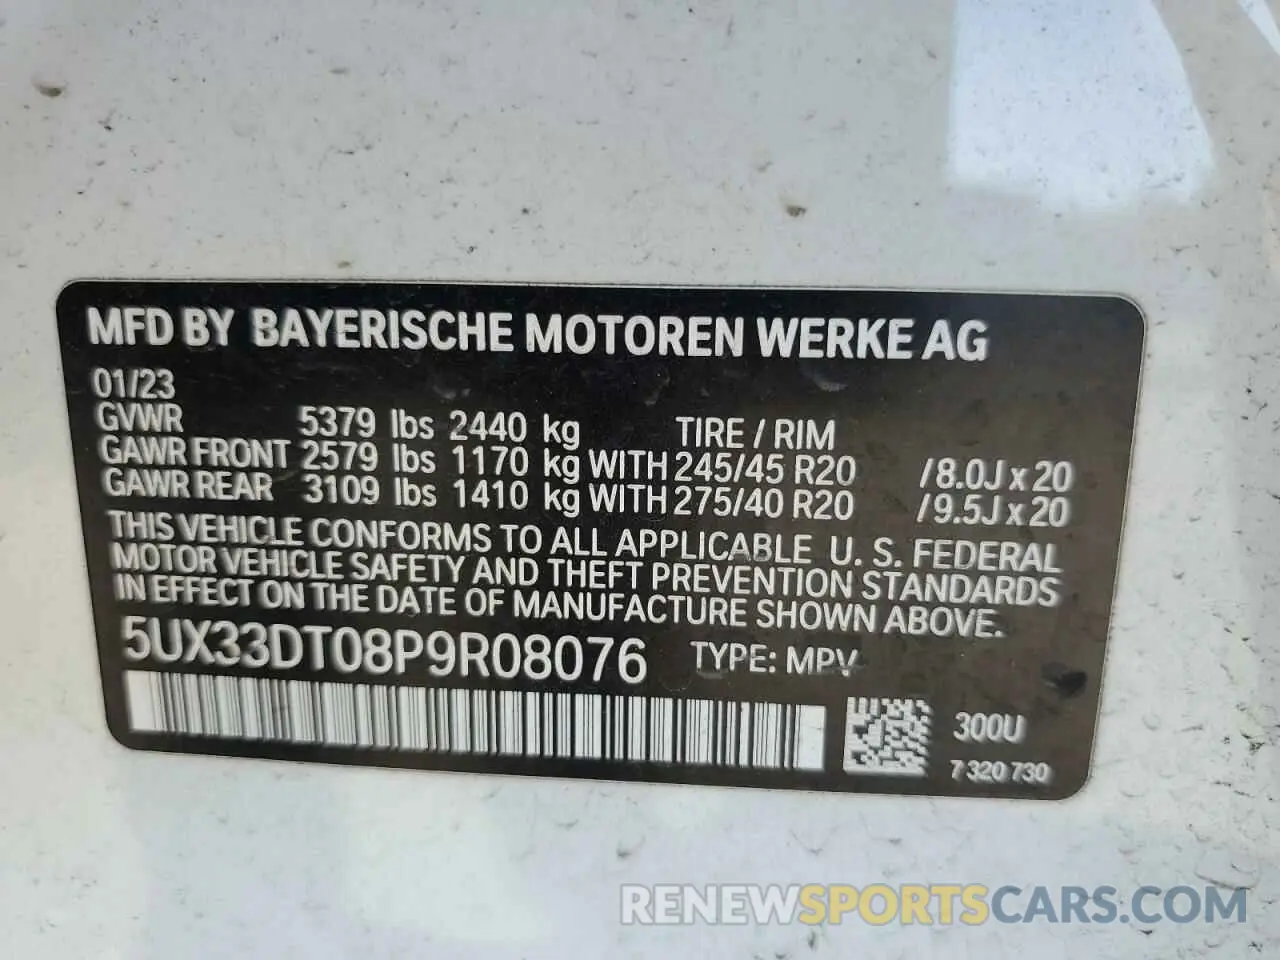 MFD BY BAYERISCHE MOTOREN WERKE AG
01/23
GVWR 5379 lbs 2440 kg TIRE / RIM
GAWR FRONT 2579 lbs 1170 kg WITH 245/45 R20 /8.0J x 20
GAWR REAR 3109 lbs 1410 kg WITH 275/40 R20 /9.5J x 20
THIS VEHICLE CONFORMS TO ALL APPLICABLE U. S. FEDERAL
MOTOR VEHICLE SAFETY AND THEFT PREVENTION STANDARDS
IN EFFECT ON THE DATE OF MANUFACTURE SHOWN ABOVE.
5UX33DT08P9R08076 TYPE: MPV
300U
7 320 730
RENEWSPORTSCARS.COM